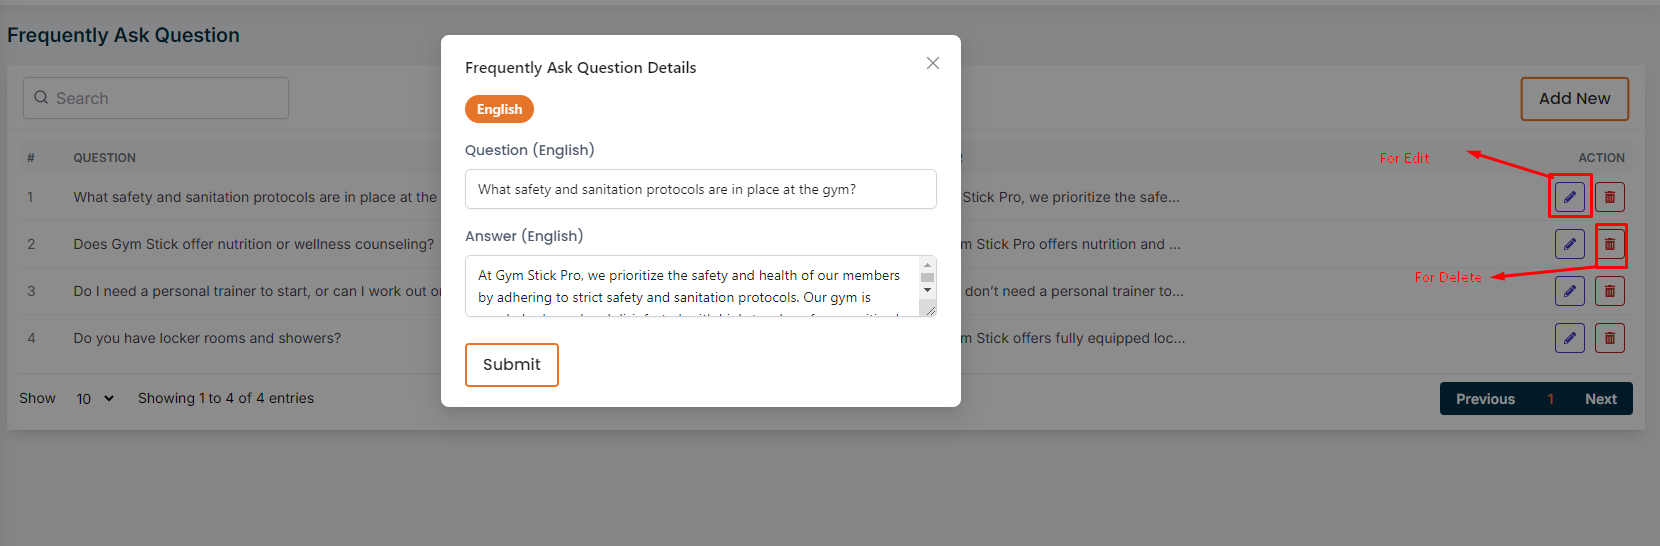 Frequently Ask Question
Search
Add New
# QUESTION ACTION
1 What safety and sanitation protocols are in place at the Stick Pro, we prioritize the safe...
2 Does Gym Stick offer nutrition or wellness counseling? m Stick Pro offers nutrition and ...
3 Do I need a personal trainer to start, or can I work out or don't need a personal trainer to...
4 Do you have locker rooms and showers? m Stick offers fully equipped loc...
Show 10 Showing 1 to 4 of 4 entries
Previous 1 Next
For Edit
For Delete
Frequently Ask Question Details
English
Question (English)
What safety and sanitation protocols are in place at the gym?
Answer (English)
At Gym Stick Pro, we prioritize the safety and health of our members
by adhering to strict safety and sanitation protocols. Our gym is
Submit